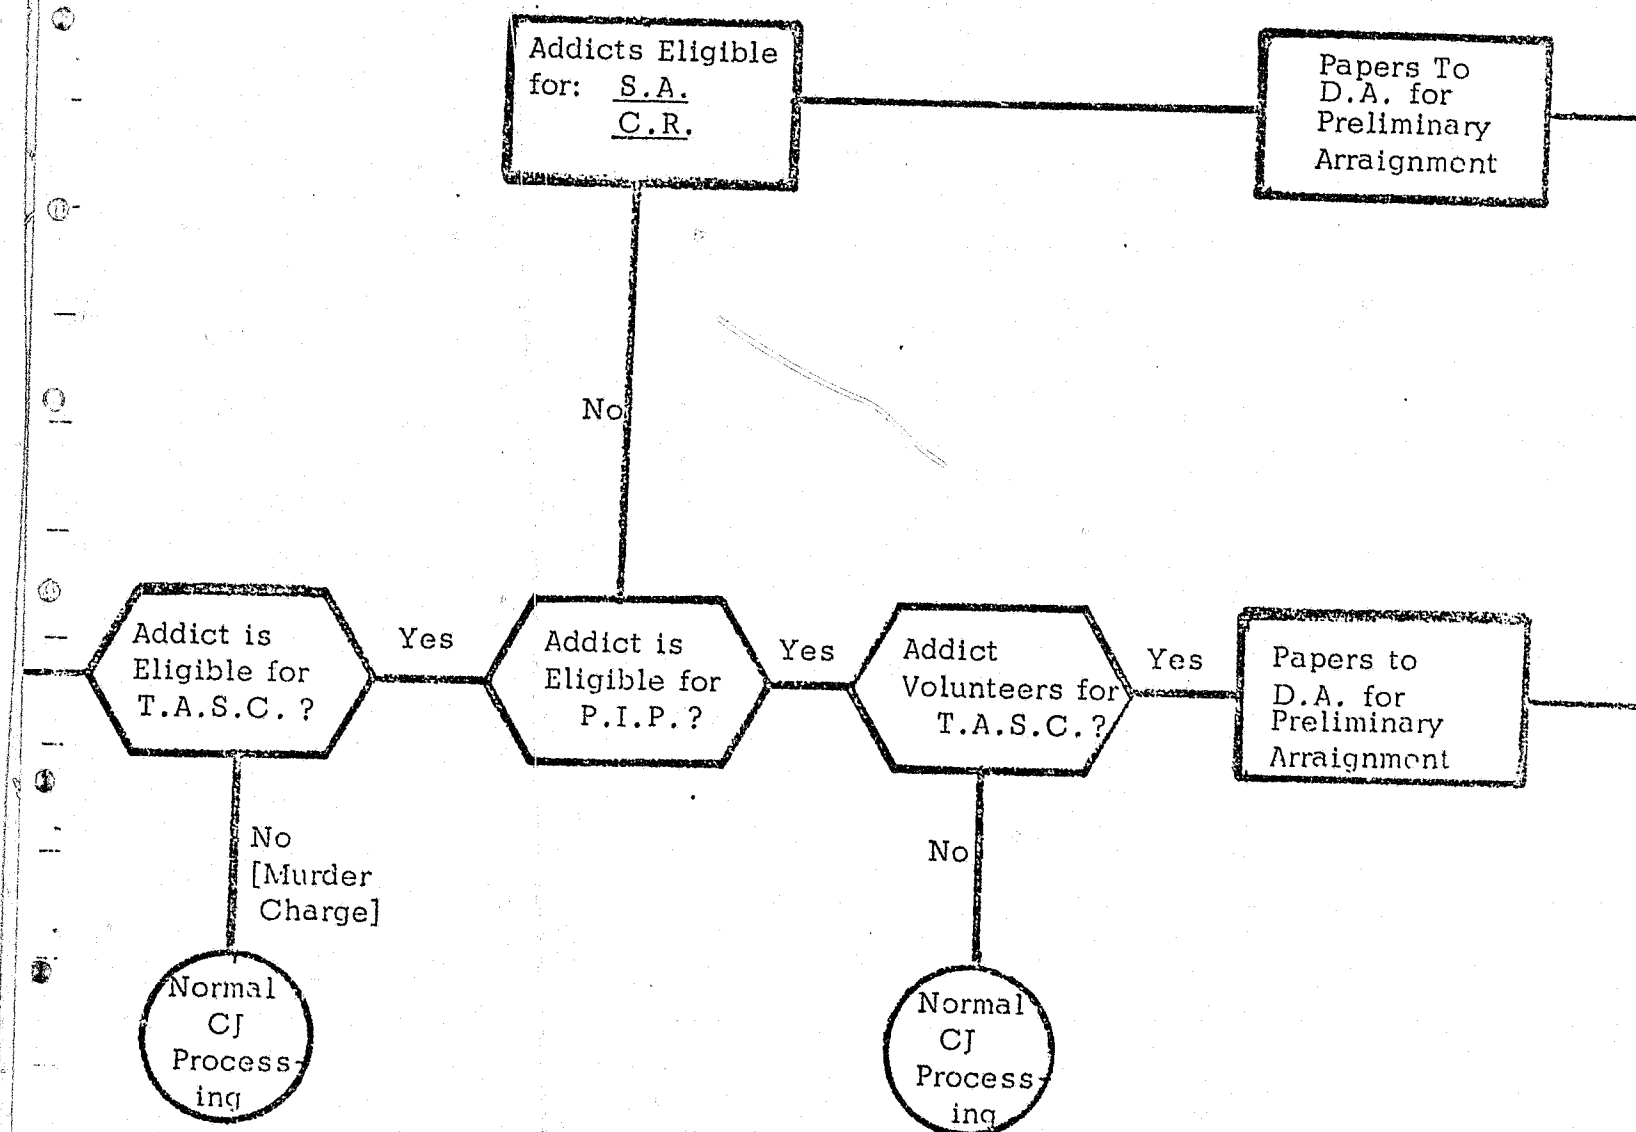 Addicts Eligible
for: S.A.
C.R.
Papers To
D.A. for
Preliminary
Arraignment
No
Addict is
Eligible for
T.A.S.C. ?
Yes
Addict is
Eligible for
P.I.P. ?
Yes
Addict
Volunteers for
T.A.S.C. ?
Yes
Papers to
D.A. for
Preliminary
Arraignment
No
[Murder
Charge]
No
Normal
CJ
Process-
ing
Normal
CJ
Process-
ing